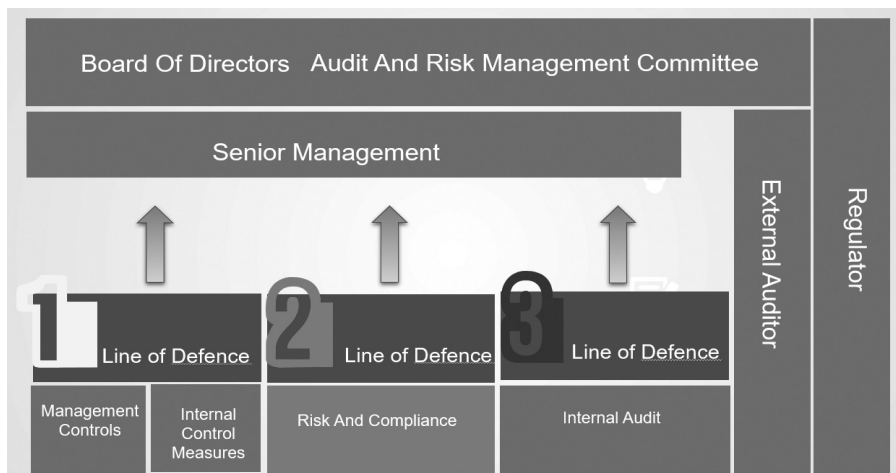 Board Of Directors Audit And Risk Management Committee
Senior Management
1 Line of Defence
2 Line of Defence
3 Line of Defence
Management
Controls
Internal
Control
Measures
Risk And Compliance
Internal Audit
External Auditor
Regulator